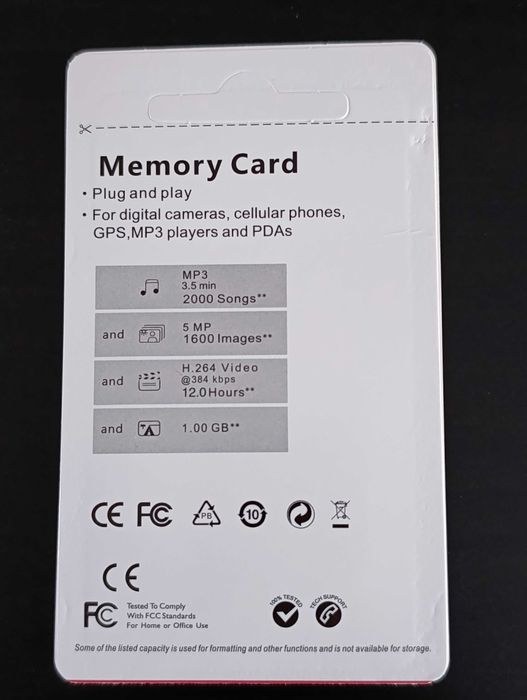 Memory Card
• Plug and play
• For digital cameras, cellular phones,
GPS,MP3 players and PDAs
MP3
3.5 min
2000 Songs**
and
5 MP
1600 Images**
and
H.264 Video
@384 kbps
12.0Hours**
and
1.00 GB**
CE FC PB 10
CE
FC
Tested To Comply
With FCC Standards
For Home or Office Use
100% TESTED
TECH SUPPORT
Some of the listed capacity is used for formatting and other functions and is not available for storage.